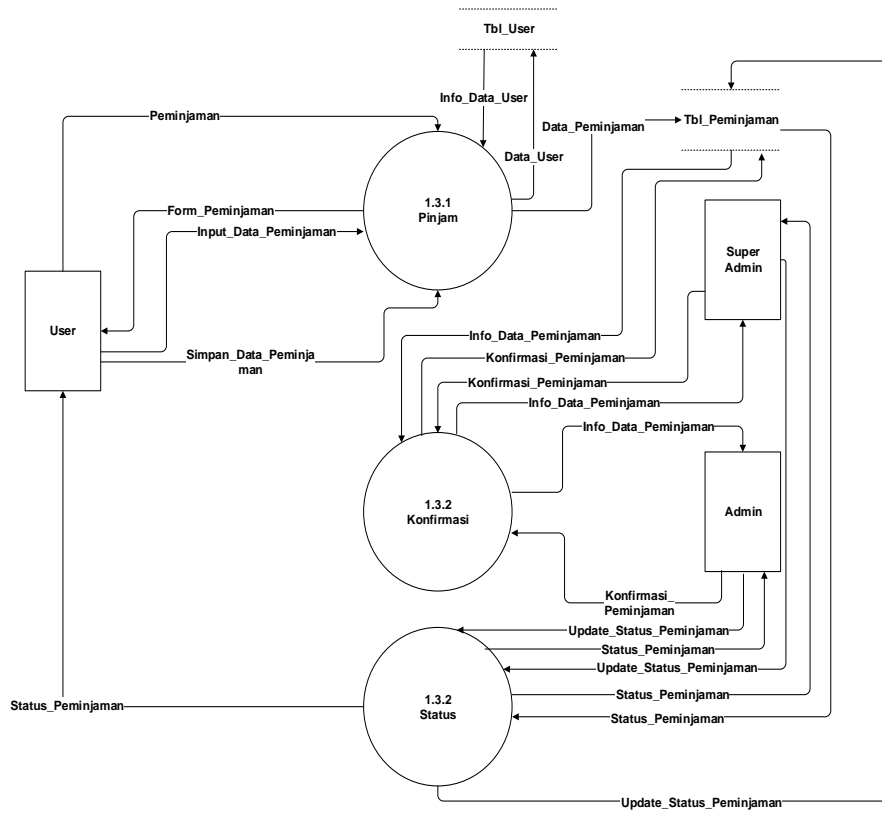 Tbl_User
Info_Data_User
Peminjaman
Data_Peminjaman
Tbl_Peminjaman
Data_User
1.3.1
Pinjam
Form_Peminjaman
Input_Data_Peminjaman
Super
Admin
User
Info_Data_Peminjaman
Simpan_Data_Peminja
man
Konfirmasi_Peminjaman
Konfirmasi_Peminjaman
Info_Data_Peminjaman
Info_Data_Peminjaman
1.3.2
Konfirmasi
Admin
Konfirmasi_
Peminjaman
Update_Status_Peminjaman
Status_Peminjaman
Update_Status_Peminjaman
1.3.2
Status
Status_Peminjaman
Status_Peminjaman
Status_Peminjaman
Update_Status_Peminjaman